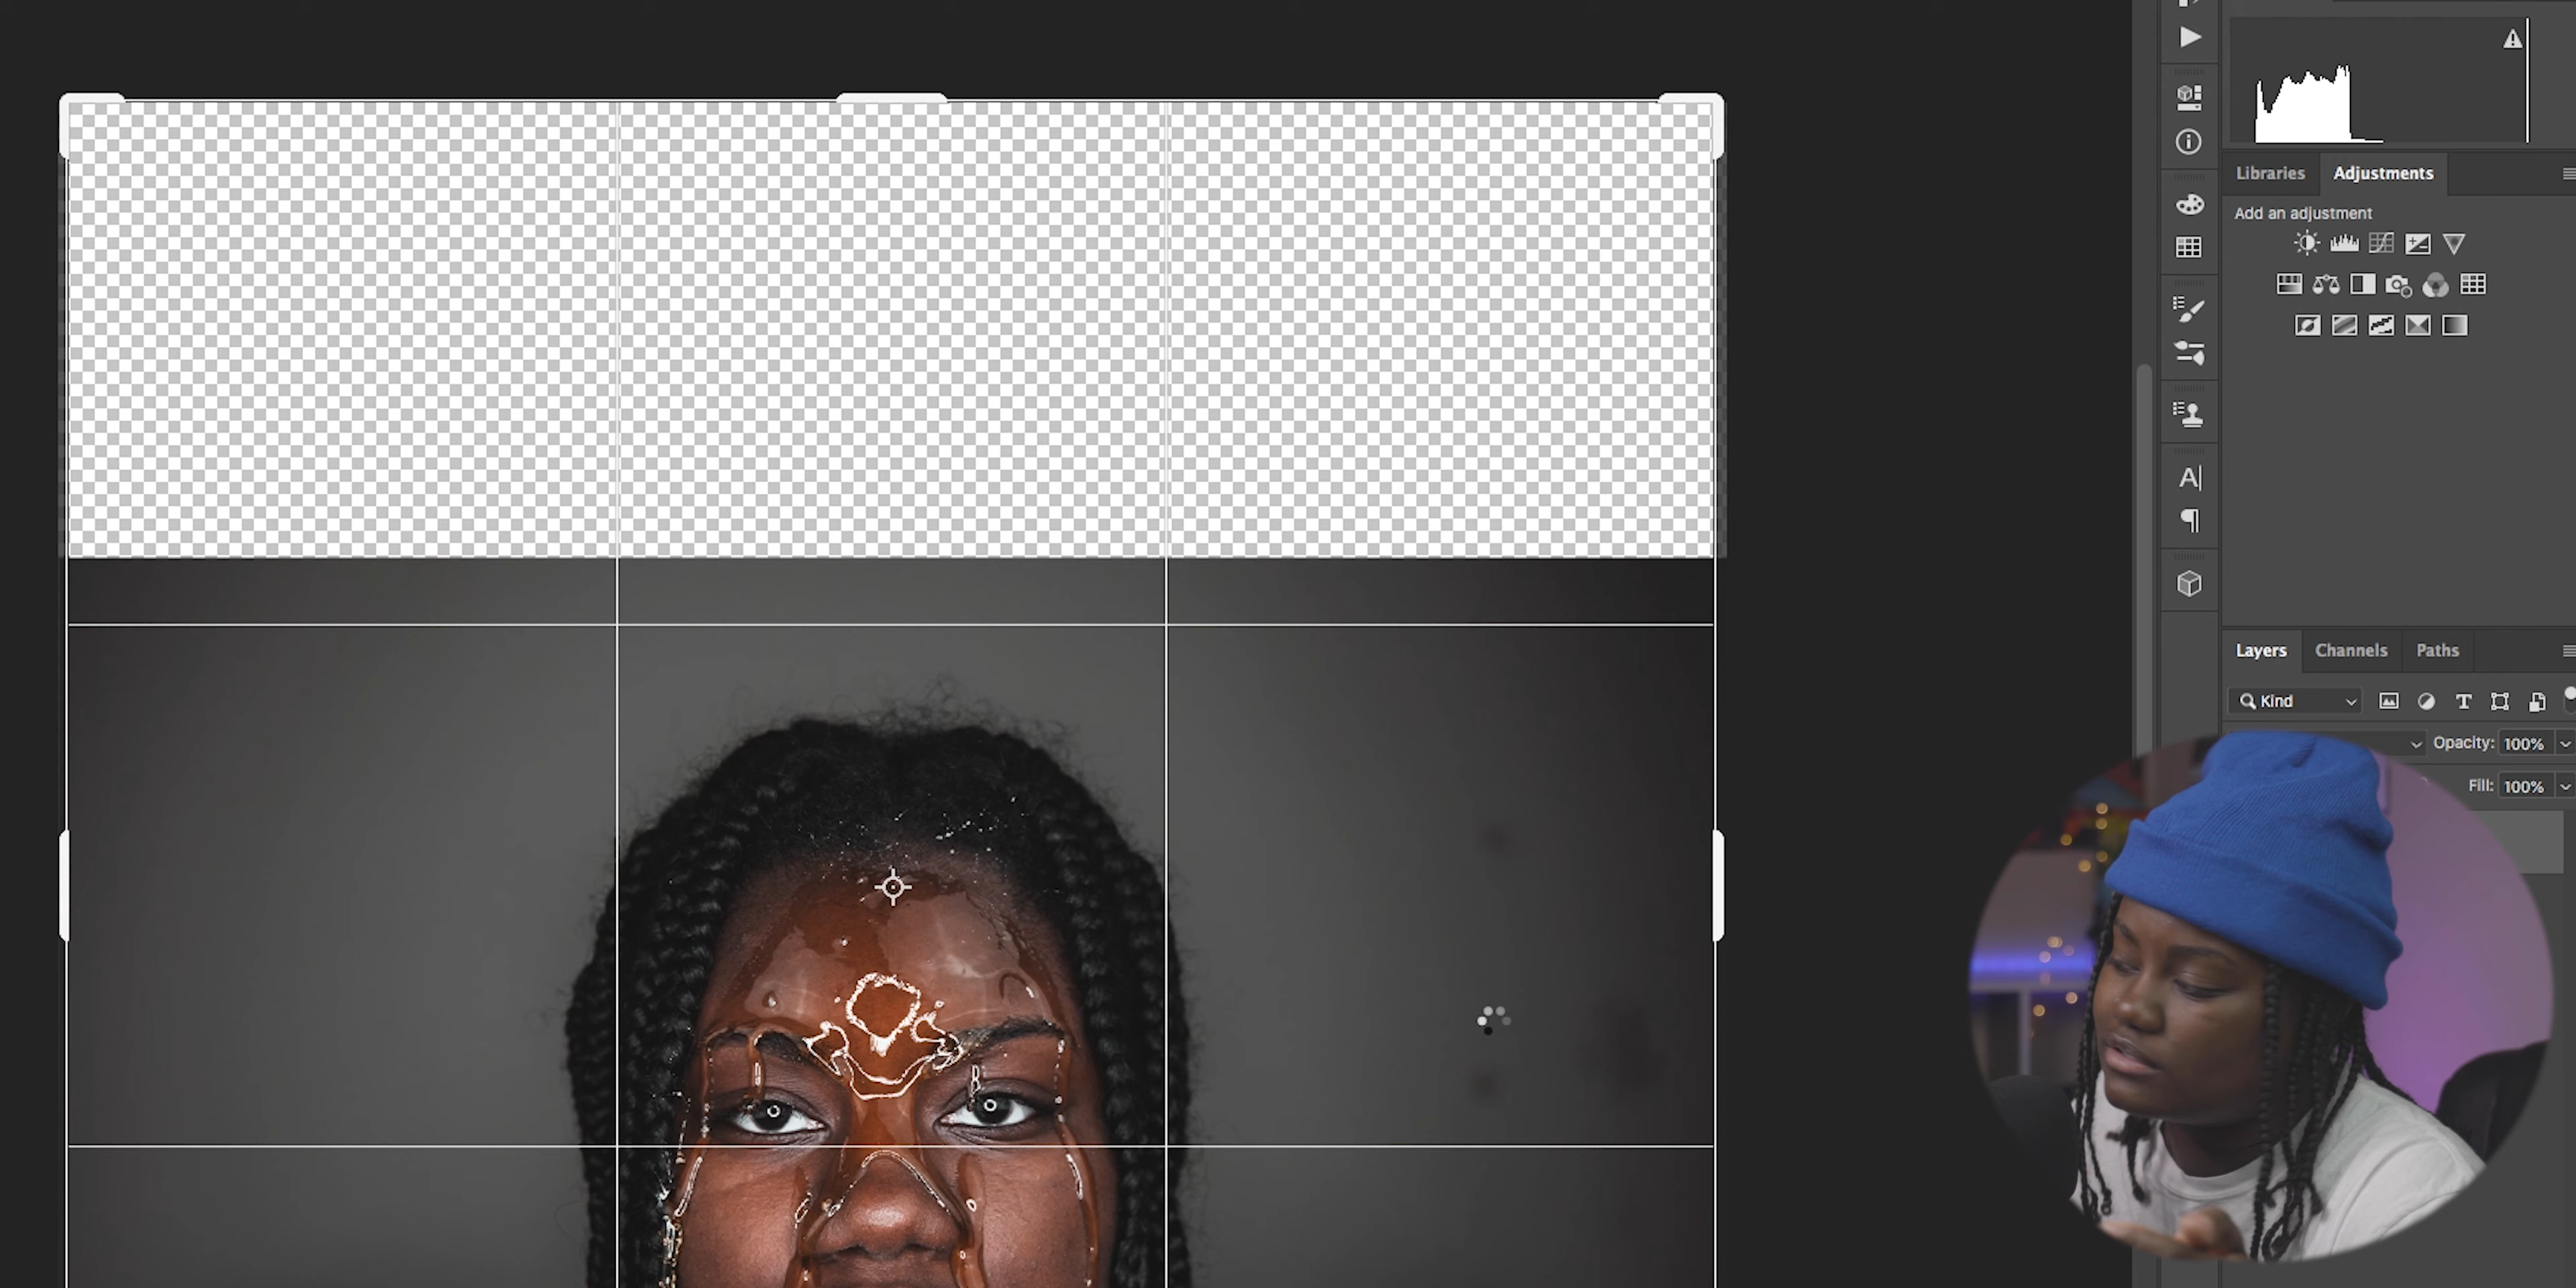 Libraries
Adjustments
Add an adjustment
Layers
Channels
Paths
Kind
Opacity: 100%
Fill: 100%